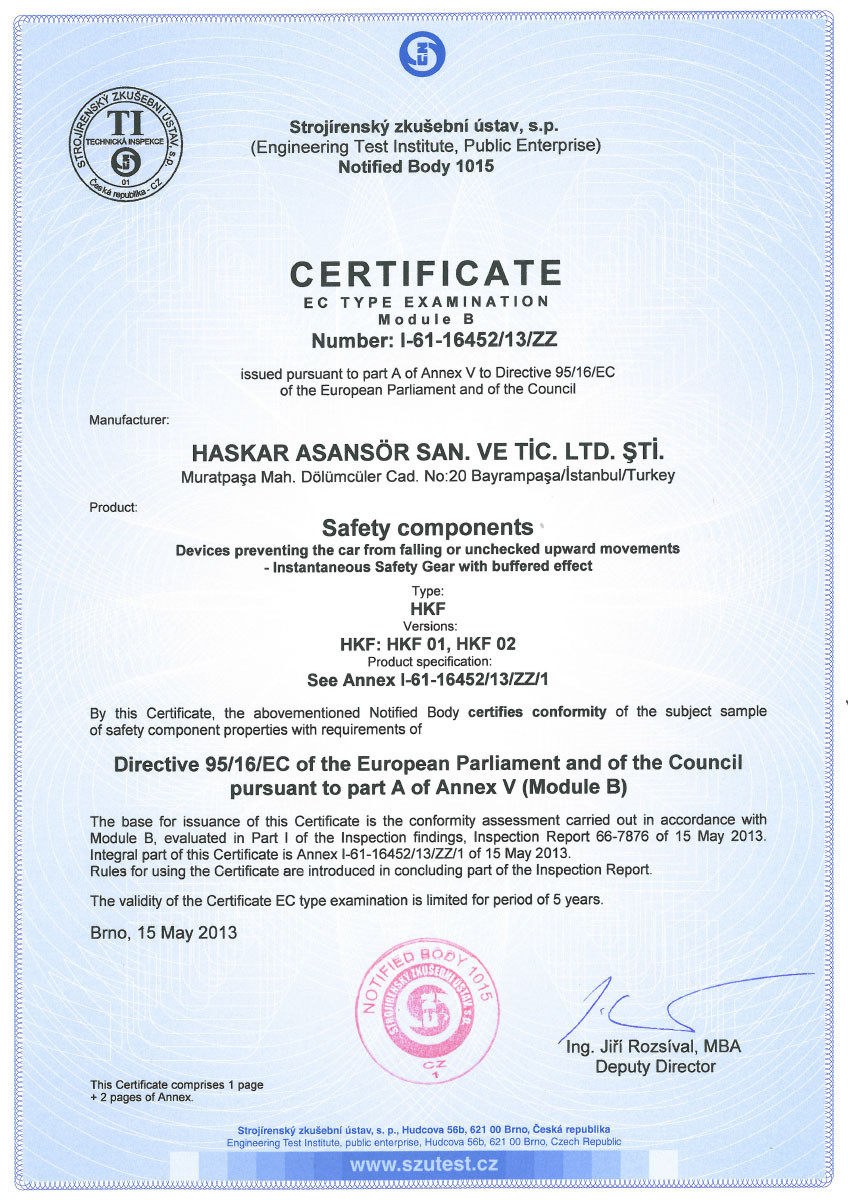 STROJÍRENSKÝ ZKUŠEBNÍ ÚSTAV, s.p.
TI
TECHNICKÁ INSPEKCE
01
Česká republika - CZ
Strojírenský zkušební ústav, s.p.
(Engineering Test Institute, Public Enterprise)
Notified Body 1015
CERTIFICATE
EC TYPE EXAMINATION
Module B
Number: I-61-16452/13/ZZ
issued pursuant to part A of Annex V to Directive 95/16/EC
of the European Parliament and of the Council
Manufacturer:
HASKAR ASANSÖR SAN. VE TİC. LTD. ŞTİ.
Muratpaşa Mah. Dölümcüler Cad. No:20 Bayrampaşa/İstanbul/Turkey
Product:
Safety components
Devices preventing the car from falling or unchecked upward movements
- Instantaneous Safety Gear with buffered effect
Type:
HKF
Versions:
HKF: HKF 01, HKF 02
Product specification:
See Annex I-61-16452/13/ZZ/1
By this Certificate, the abovementioned Notified Body certifies conformity of the subject sample
of safety component properties with requirements of
Directive 95/16/EC of the European Parliament and of the Council
pursuant to part A of Annex V (Module B)
The base for issuance of this Certificate is the conformity assessment carried out in accordance with
Module B, evaluated in Part I of the Inspection findings, Inspection Report 66-7876 of 15 May 2013.
Integral part of this Certificate is Annex I-61-16452/13/ZZ/1 of 15 May 2013.
Rules for using the Certificate are introduced in concluding part of the Inspection Report.
The validity of the Certificate EC type examination is limited for period of 5 years.
Brno, 15 May 2013
NOTIFIED BODY 1015
STROJÍRENSKÝ ZKUŠEBNÍ ÚSTAV s.p.
CZ
1
Ing. Jiří Rozsíval, MBA
Deputy Director
This Certificate comprises 1 page
+ 2 pages of Annex.
Strojírenský zkušební ústav, s. p., Hudcova 56b, 621 00 Brno, Česká republika
Engineering Test Institute, public enterprise, Hudcova 56b, 621 00 Brno, Czech Republic
www.szutest.cz